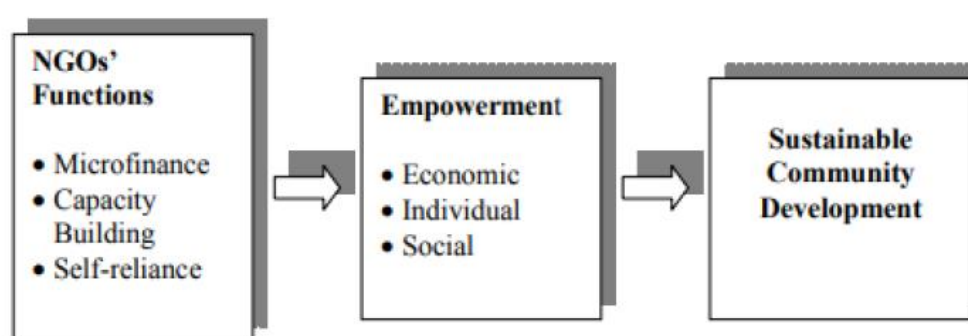 NGOs'
Functions
• Microfinance
• Capacity
Building
• Self-reliance
Empowerment
• Economic
• Individual
• Social
Sustainable
Community
Development